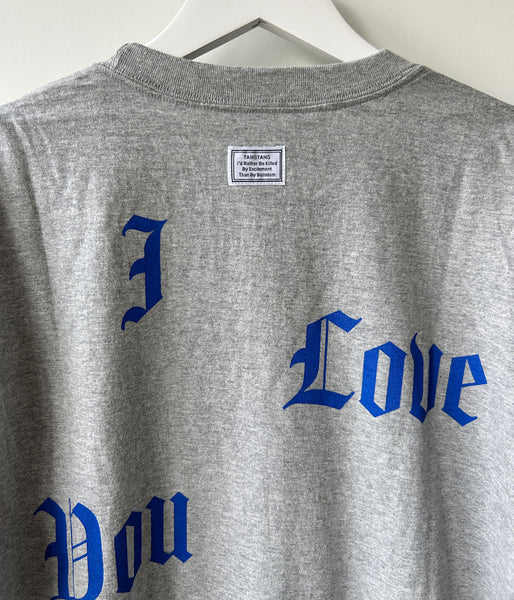 TANGTANG
I'd Rather Be Killed
By Excitement
Than By Boredom
I
Love
You